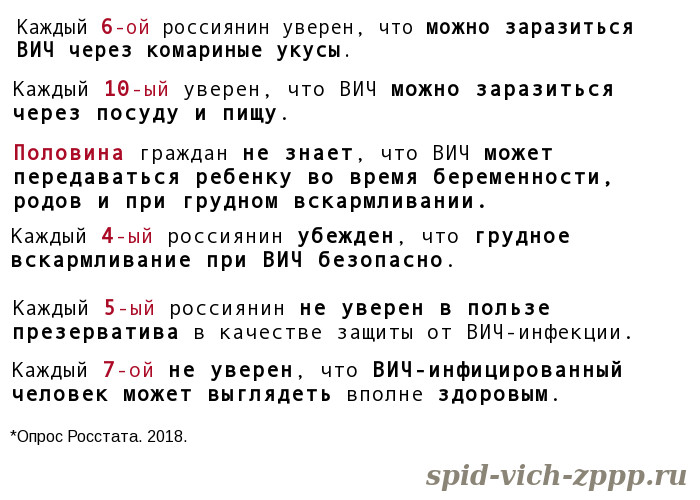 Каждый 6-ой россиянин уверен, что можно заразиться
ВИЧ через комариные укусы.
Каждый 10-ый уверен, что ВИЧ можно заразиться
через посуду и пищу.
Половина граждан не знает, что ВИЧ может
передаваться ребенку во время беременности,
родов и при грудном вскармливании.
Каждый 4-ый россиянин убежден, что грудное
вскармливание при ВИЧ безопасно.
Каждый 5-ый россиянин не уверен в пользе
презерватива в качестве защиты от ВИЧ-инфекции.
Каждый 7-ой не уверен, что ВИЧ-инфицированный
человек может выглядеть вполне здоровым.
*Опрос Росстата. 2018.
spid-vich-zppp.ru